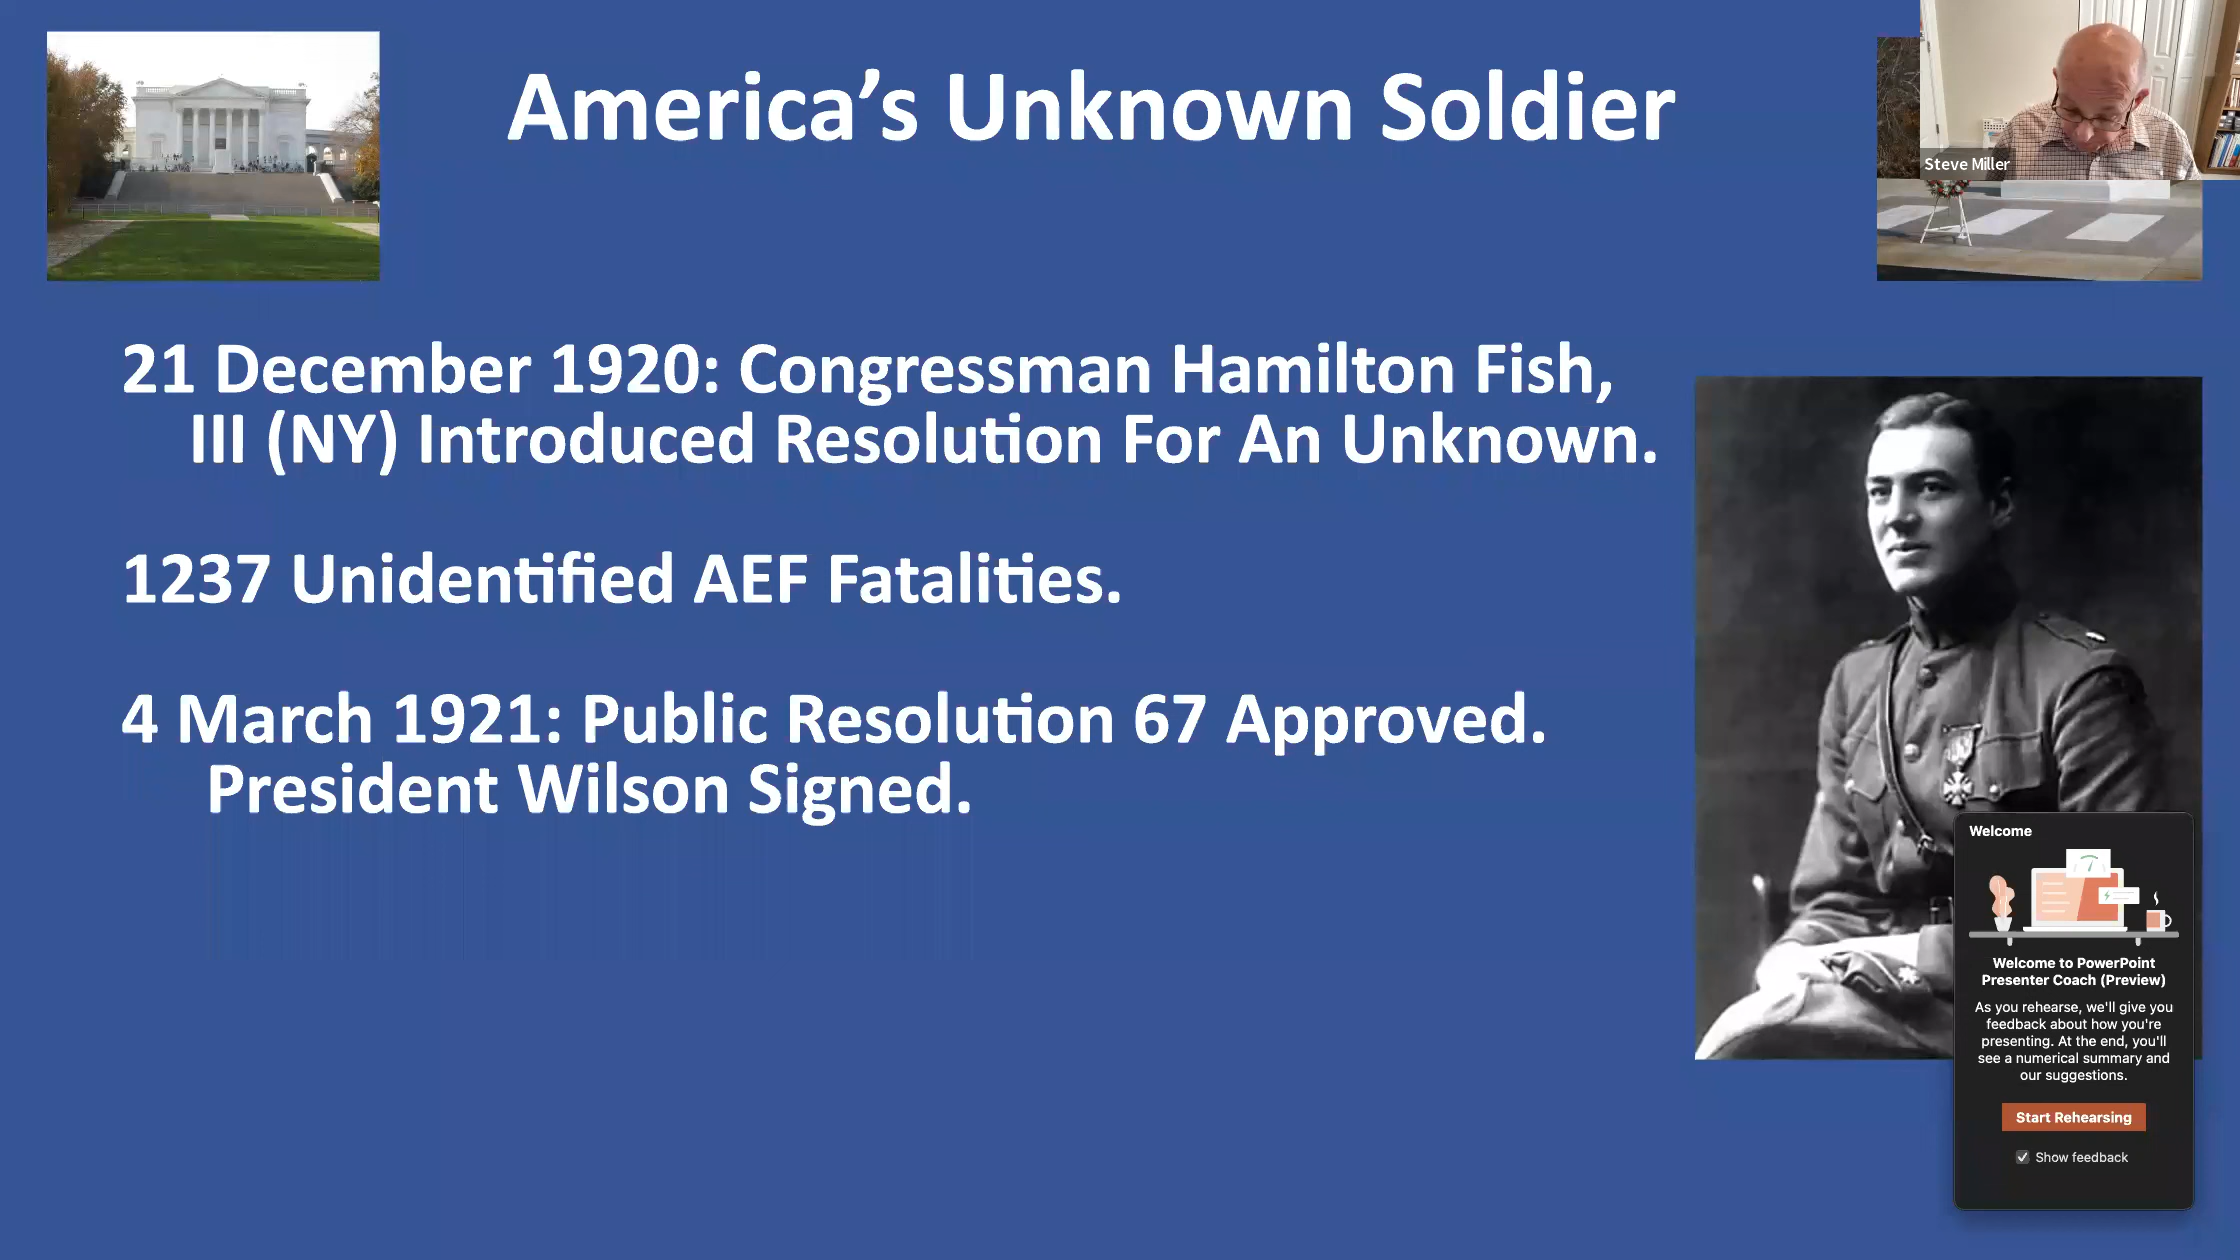 America’s Unknown Soldier
Steve Miller
21 December 1920: Congressman Hamilton Fish,
III (NY) Introduced Resolution For An Unknown.
1237 Unidentified AEF Fatalities.
4 March 1921: Public Resolution 67 Approved.
President Wilson Signed.
Welcome
Welcome to PowerPoint
Presenter Coach (Preview)
As you rehearse, we'll give you
feedback about how you're
presenting. At the end, you'll
see a numerical summary and
our suggestions.
Start Rehearsing
Show feedback